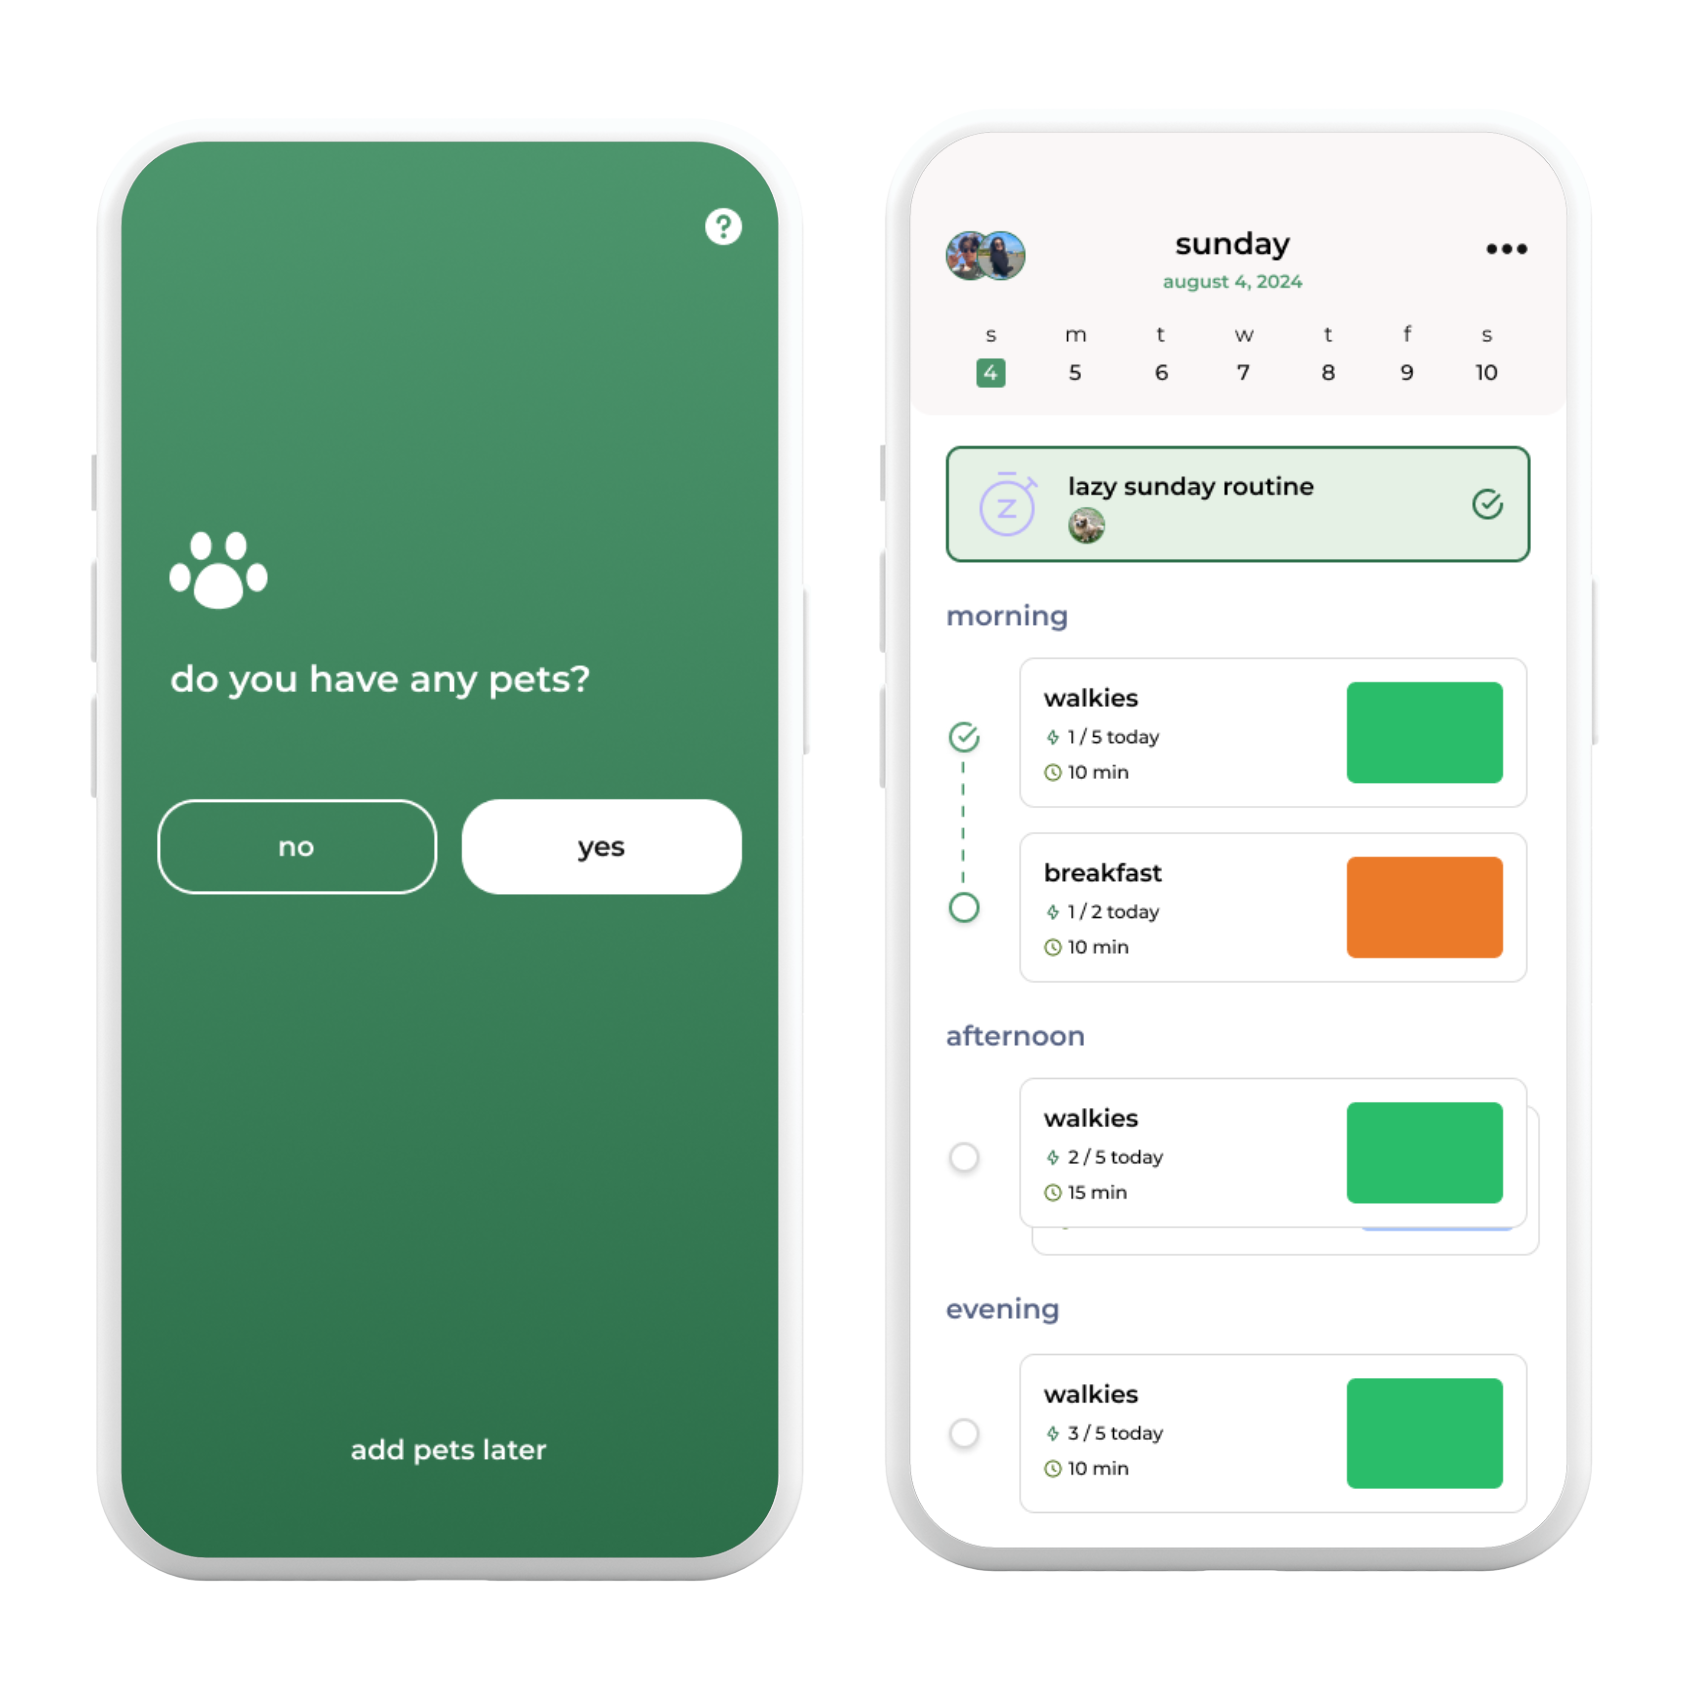 ?
do you have any pets?
no
yes
add pets later
sunday
august 4, 2024
s m t w t f s
4 5 6 7 8 9 10
z
lazy sunday routine
morning
walkies
1 / 5 today
10 min
breakfast
1 / 2 today
10 min
afternoon
walkies
2 / 5 today
15 min
evening
walkies
3 / 5 today
10 min